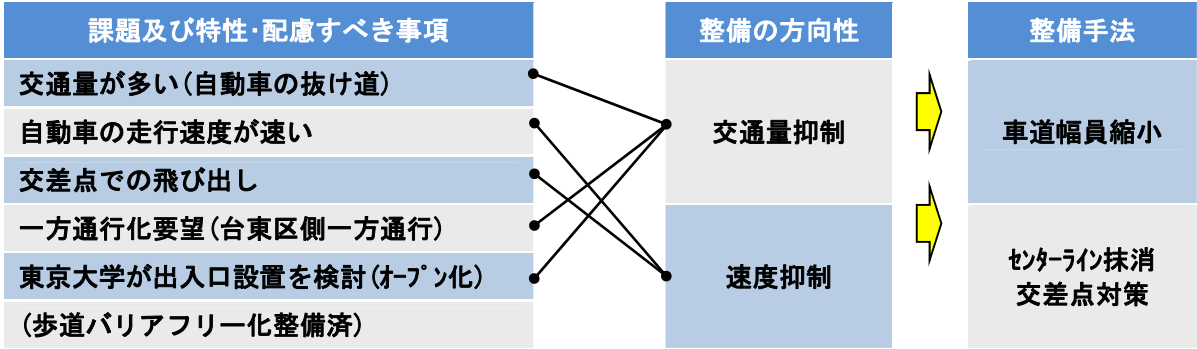 課題及び特性･配慮すべき事項
交通量が多い(自動車の抜け道)
自動車の走行速度が速い
交差点での飛び出し
一方通行化要望(台東区側一方通行)
東京大学が出入口設置を検討(ｵｰﾌﾟﾝ化)
(歩道バリアフリー化整備済)
整備の方向性
交通量抑制
速度抑制
整備手法
車道幅員縮小
ｾﾝﾀｰﾗｲﾝ抹消
交差点対策